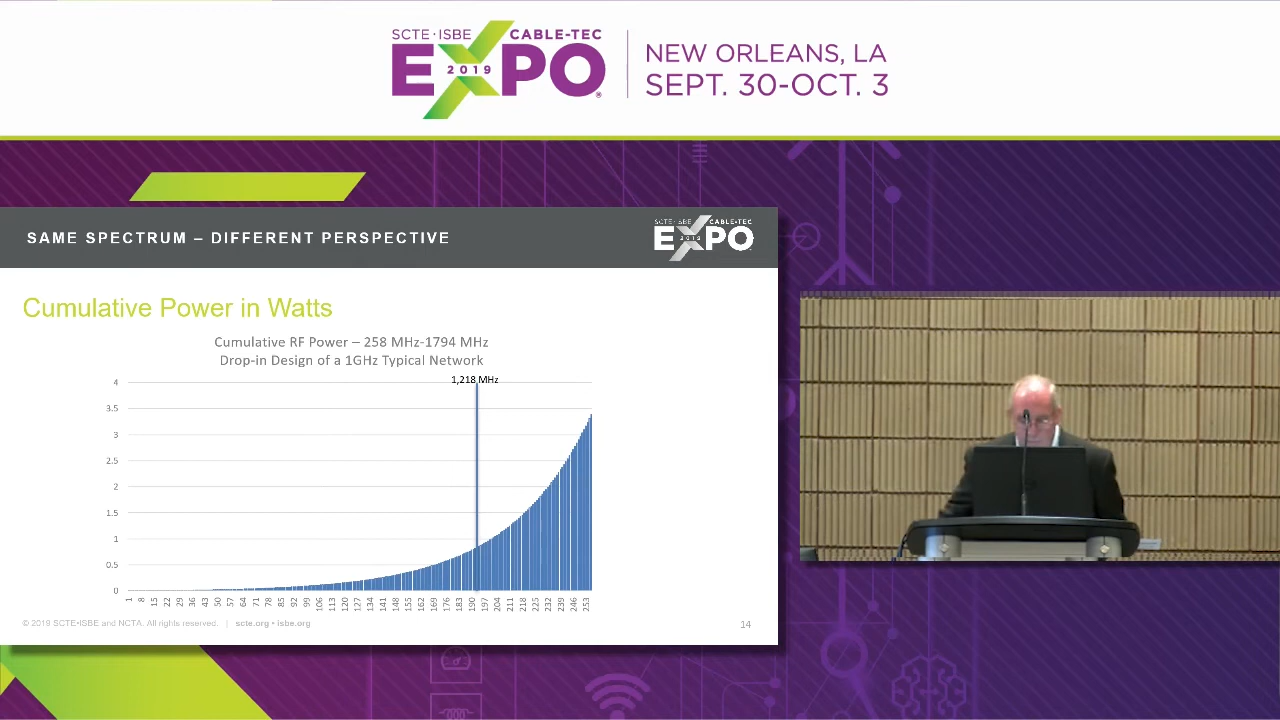 SCTE·ISBE CABLE-TEC
EXPO
2019
NEW ORLEANS, LA
SEPT. 30-OCT. 3
SAME SPECTRUM – DIFFERENT PERSPECTIVE
SCTE·ISBE CABLE-TEC
EXPO
2019
Cumulative Power in Watts
Cumulative RF Power – 258 MHz-1794 MHz
Drop-in Design of a 1GHz Typical Network
1,218 MHz
4
3.5
3
2.5
2
1.5
1
0.5
0
1 8 15 22 29 36 43 50 57 64 71 78 85 92 99 106 113 120 127 134 141 148 155 162 169 176 183 190 197 204 211 218 225 232 239 246 253
© 2019 SCTE•ISBE and NCTA. All rights reserved. | scte.org • isbe.org
14